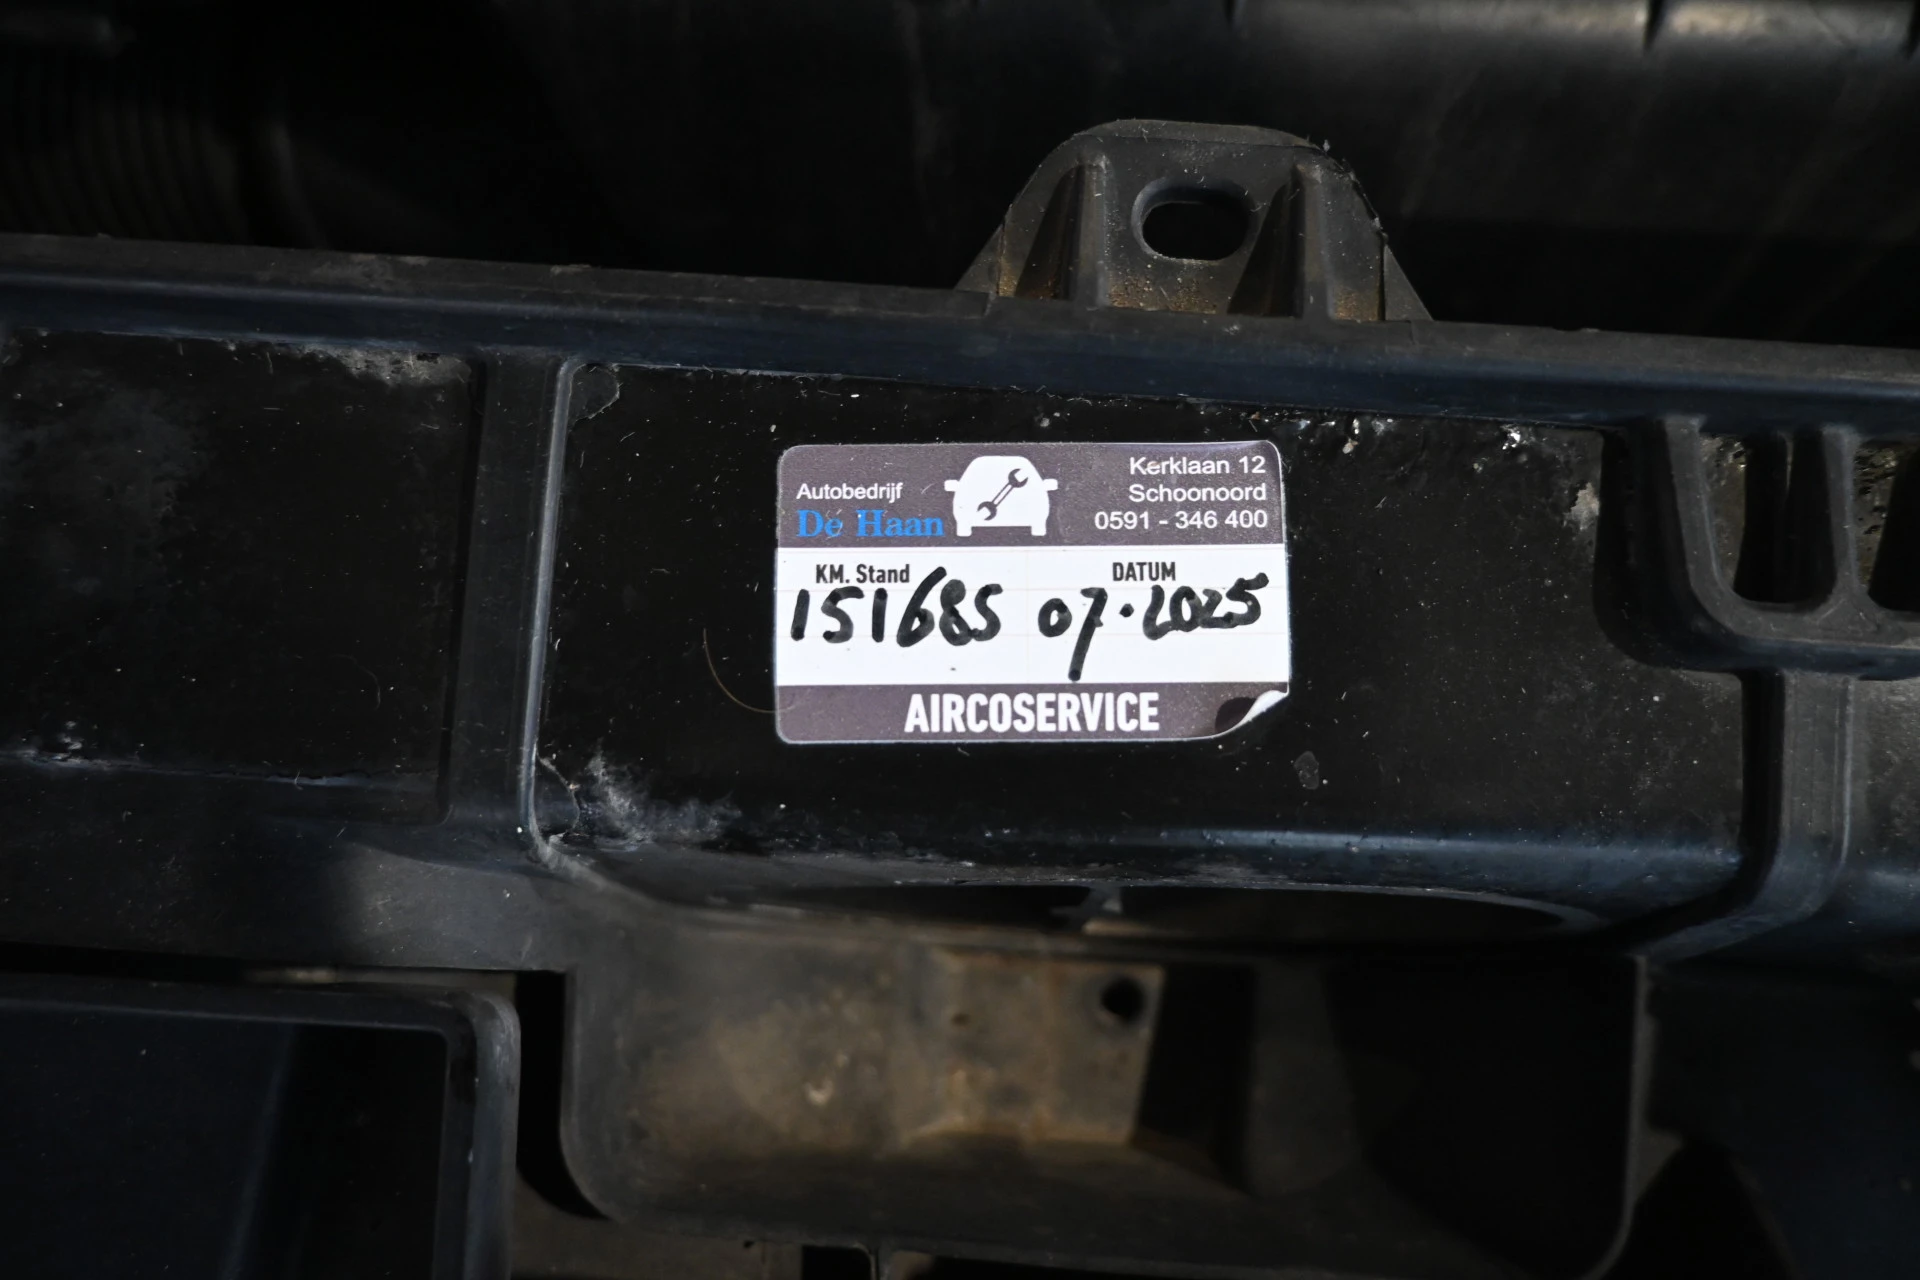 Autobedrijf
De Haan
Kerklaan 12
Schoonoord
0591 - 346 400
KM. Stand
DATUM
151685
07.2025
AIRCOSERVICE